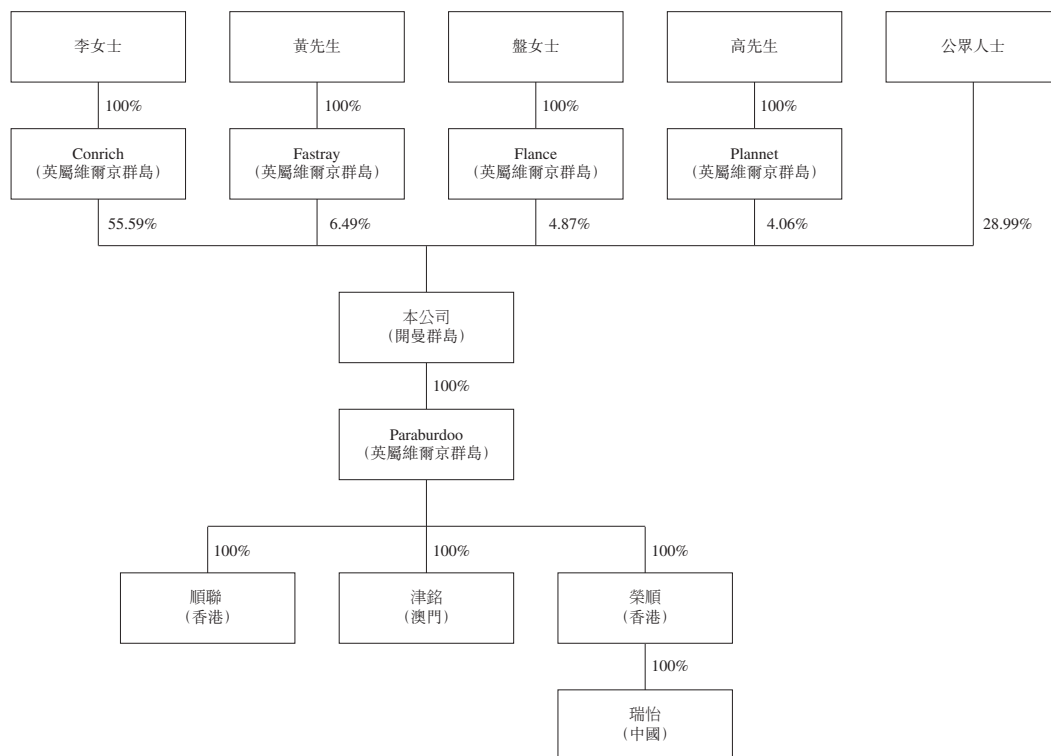 李女士
黃先生
盤女士
高先生
公眾人士
100%
100%
100%
100%
Conrich
(英屬維爾京群島)
Fastray
(英屬維爾京群島)
Flance
(英屬維爾京群島)
Plannet
(英屬維爾京群島)
55.59%
6.49%
4.87%
4.06%
28.99%
本公司
(開曼群島)
100%
Paraburdoo
(英屬維爾京群島)
100%
100%
100%
順聯
(香港)
津銘
(澳門)
榮順
(香港)
100%
瑞怡
(中國)